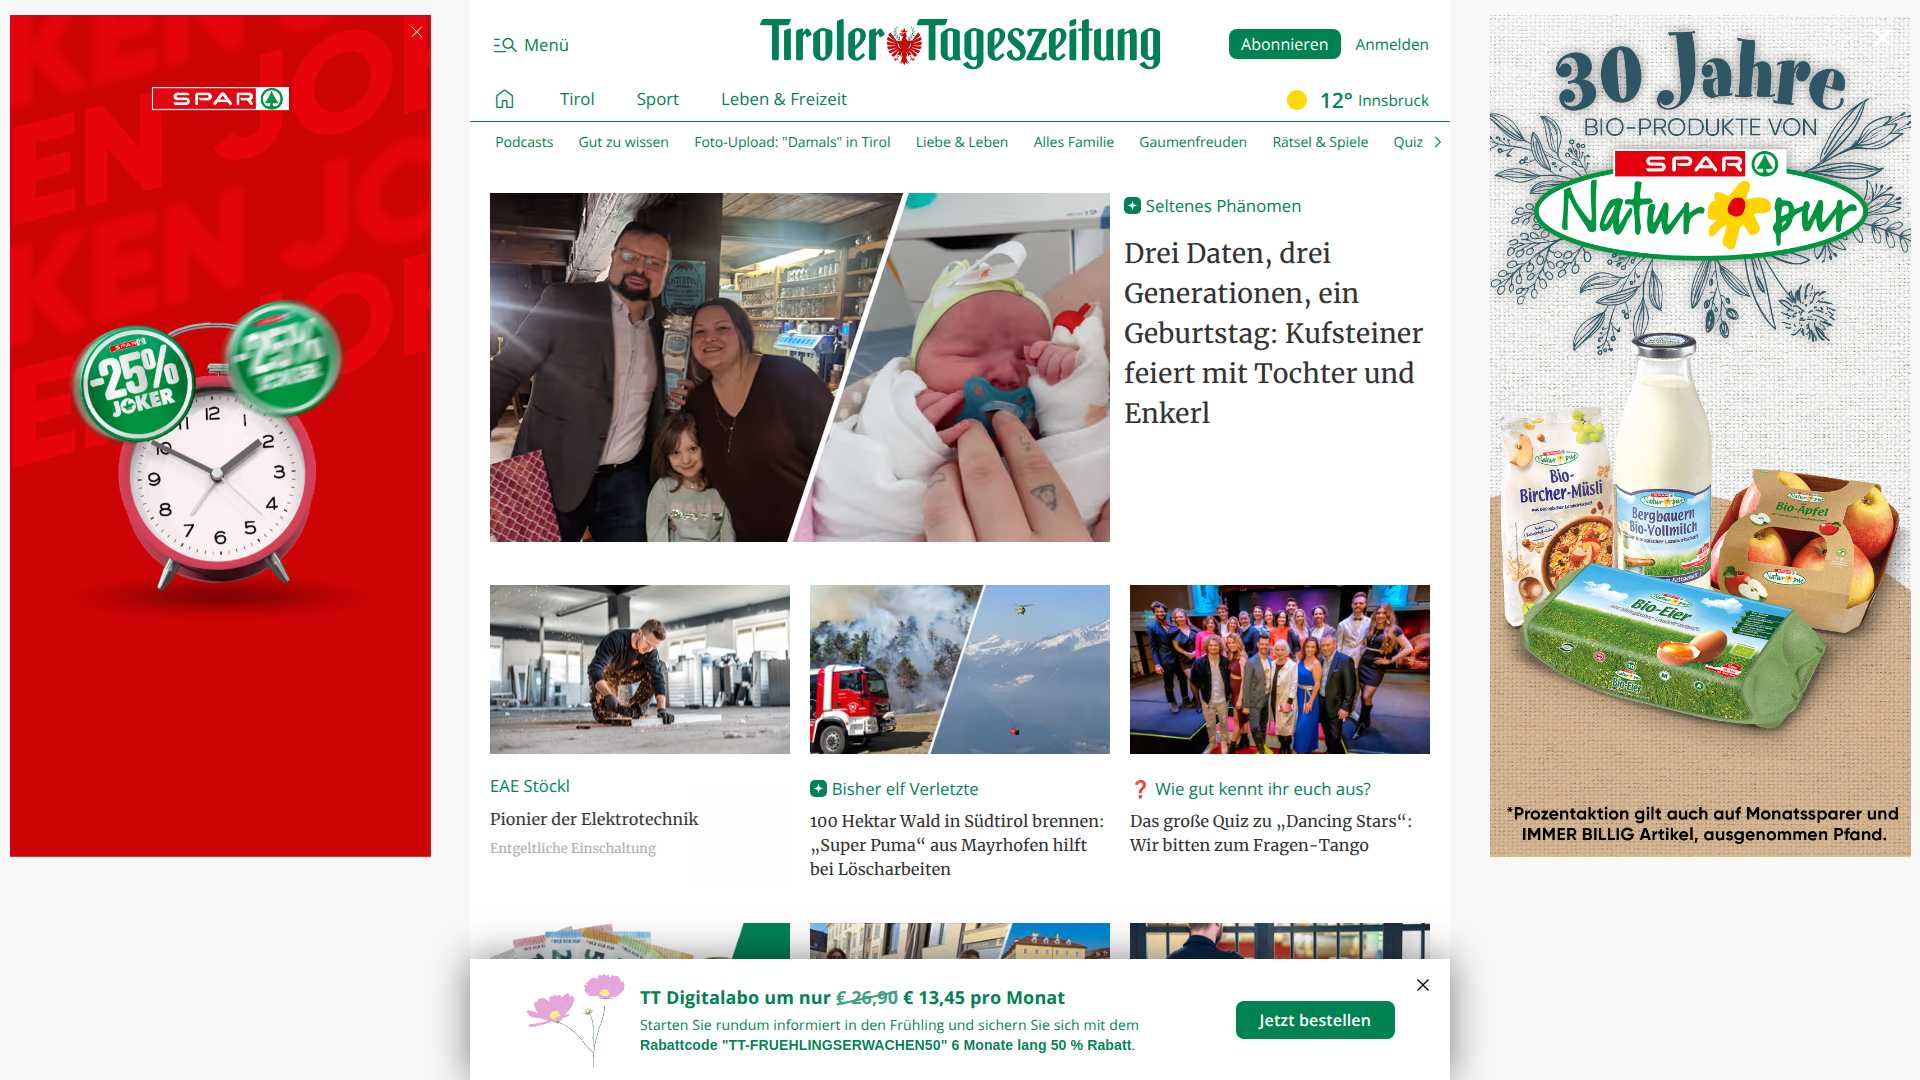 SPAR
-25%
JOKER
Menü
Tiroler Tageszeitung
Abonnieren
Anmelden
Tirol
Sport
Leben & Freizeit
12° Innsbruck
Podcasts
Gut zu wissen
Foto-Upload: "Damals" in Tirol
Liebe & Leben
Alles Familie
Gaumenfreuden
Rätsel & Spiele
Quiz
Seltenes Phänomen
Drei Daten, drei
Generationen, ein
Geburtstag: Kufsteiner
feiert mit Tochter und
Enkerl
EAE Stöckl
Pionier der Elektrotechnik
Entgeltliche Einschaltung
Bisher elf Verletzte
100 Hektar Wald in Südtirol brennen:
„Super Puma“ aus Mayrhofen hilft
bei Löscharbeiten
❓ Wie gut kennt ihr euch aus?
Das große Quiz zu „Dancing Stars“:
Wir bitten zum Fragen-Tango
TT Digitalabo um nur € 26,90 € 13,45 pro Monat
Starten Sie rundum informiert in den Frühling und sichern Sie sich mit dem
Rabattcode "TT-FRUEHLINGSERWACHEN50" 6 Monate lang 50 % Rabatt.
Jetzt bestellen
30 Jahre
BIO-PRODUKTE VON
SPAR
Natur pur
Bio-
Bircher-Müsli
Bergbauern
Bio-Vollmilch
Bio-Äpfel
Bio-Eier
*Prozentaktion gilt auch auf Monatssparer und
IMMER BILLIG Artikel, ausgenommen Pfand.